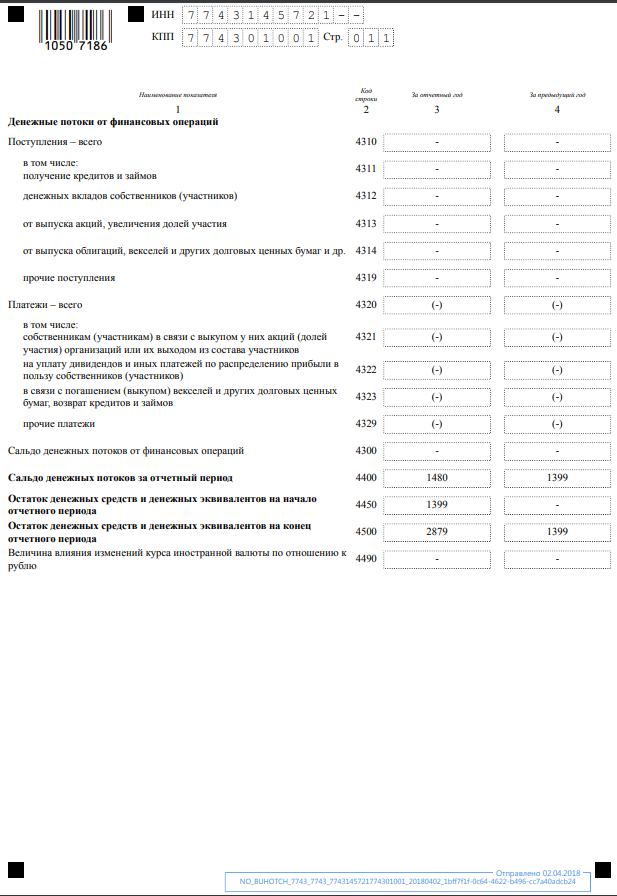 ИНН 7743145721--
1050 7186
КПП 774301001 Стр. 011
Наименование показателя Код строки За отчетный год За предыдущий год
1 2 3 4
Денежные потоки от финансовых операций
Поступления – всего 4310 - -
в том числе:
получение кредитов и займов 4311 - -
денежных вкладов собственников (участников) 4312 - -
от выпуска акций, увеличения долей участия 4313 - -
от выпуска облигаций, векселей и других долговых ценных бумаг и др. 4314 - -
прочие поступления 4319 - -
Платежи – всего 4320 (-) (-)
в том числе:
собственникам (участникам) в связи с выкупом у них акций (долей 4321 (-) (-)
участия) организаций или их выходом из состава участников
на уплату дивидендов и иных платежей по распределению прибыли в 4322 (-) (-)
пользу собственников (участников)
в связи с погашением (выкупом) векселей и других долговых ценных 4323 (-) (-)
бумаг, возврат кредитов и займов
прочие платежи 4329 (-) (-)
Сальдо денежных потоков от финансовых операций 4300 - -
Сальдо денежных потоков за отчетный период 4400 1480 1399
Остаток денежных средств и денежных эквивалентов на начало 4450 1399 -
отчетного периода
Остаток денежных средств и денежных эквивалентов на конец 4500 2879 1399
отчетного периода
Величина влияния изменений курса иностранной валюты по отношению к 4490 - -
рублю
Отправлено 02.04.2018
NO_BUHOTCH_7743_7743_7743145721774301001_20180402_1bff7f1f-0c64-4622-b496-cc7a40adcb24